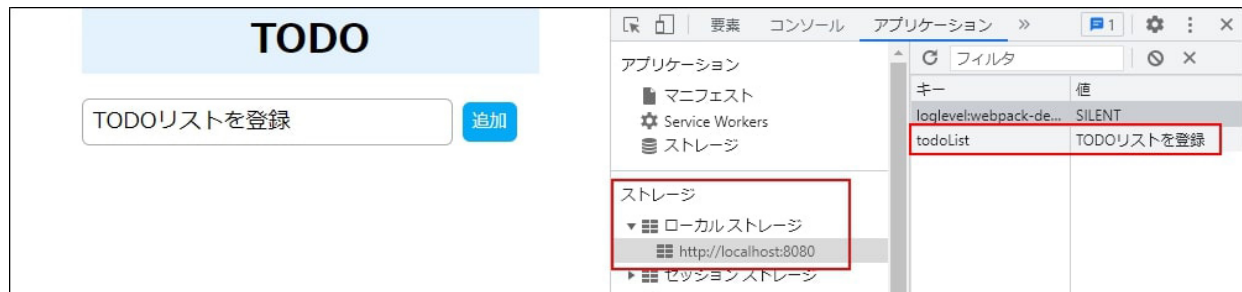 TODO
TODOリストを登録
追加
要素 コンソール アプリケーション » 1
アプリケーション
マニフェスト
Service Workers
ストレージ
ストレージ
ローカル ストレージ
http://localhost:8080
セッション ストレージ
フィルタ
キー 値
loglevel:webpack-de... SILENT
todoList TODOリストを登録